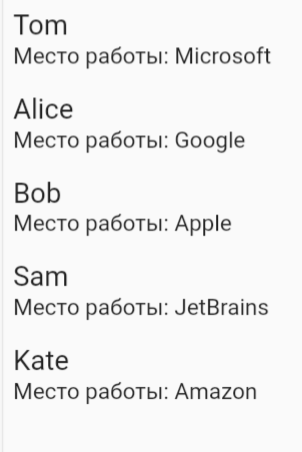 Tom
Место работы: Microsoft
Alice
Место работы: Google
Bob
Место работы: Apple
Sam
Место работы: JetBrains
Kate
Место работы: Amazon